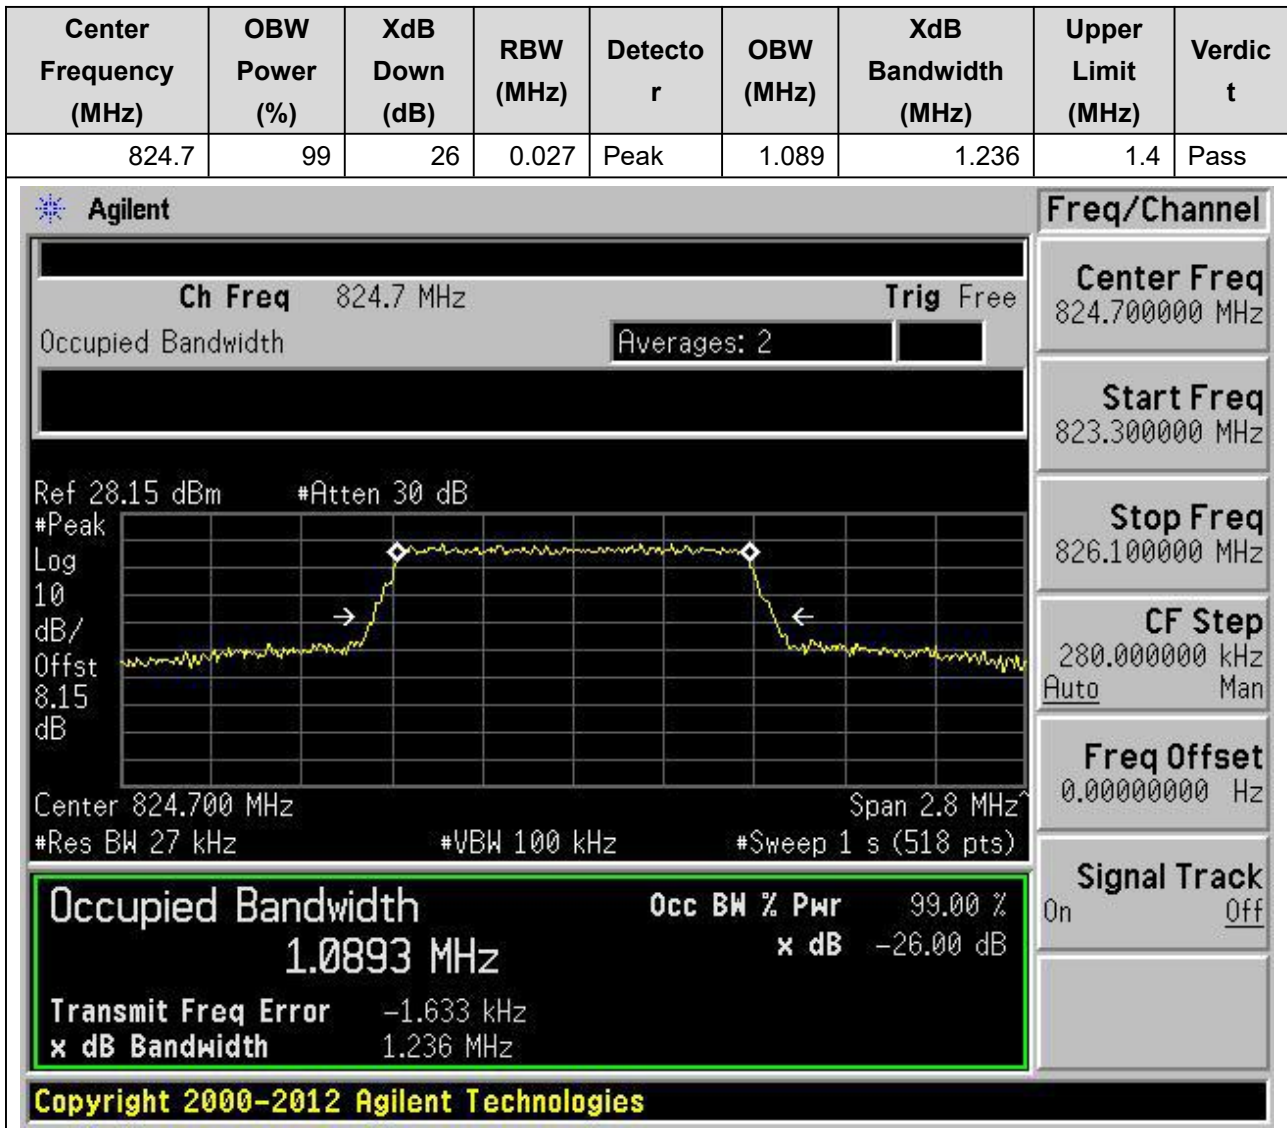 Center Frequency (MHz) OBW Power (%) XdB Down (dB) RBW (MHz) Detecto r OBW (MHz) XdB Bandwidth (MHz) Upper Limit (MHz) Verdic t
824.7 99 26 0.027 Peak 1.089 1.236 1.4 Pass
Agilent
Freq/Channel
Ch Freq 824.7 MHz Trig Free
Occupied Bandwidth Averages: 2
Center Freq
824.700000 MHz
Start Freq
823.300000 MHz
Stop Freq
826.100000 MHz
CF Step
280.000000 kHz
Auto Man
Freq Offset
0.00000000 Hz
Signal Track
On Off
Ref 28.15 dBm #Atten 30 dB
#Peak
Log
10
dB/
Offst
8.15
dB
Center 824.700 MHz Span 2.8 MHz^
#Res BW 27 kHz #VBW 100 kHz #Sweep 1 s (518 pts)
Occupied Bandwidth
1.0893 MHz
Occ BW % Pwr 99.00 %
x dB -26.00 dB
Transmit Freq Error -1.633 kHz
x dB Bandwidth 1.236 MHz
Copyright 2000-2012 Agilent Technologies